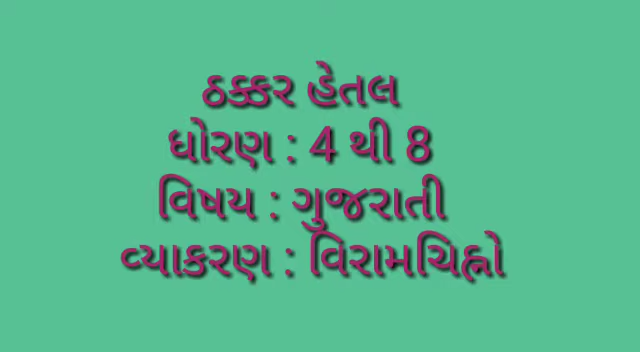 ઠક્કર હેતલ
ધોરણ : 4 થી 8
વિષય : ગુજરાતી
વ્યાકરણ : વિરામચિહ્નો